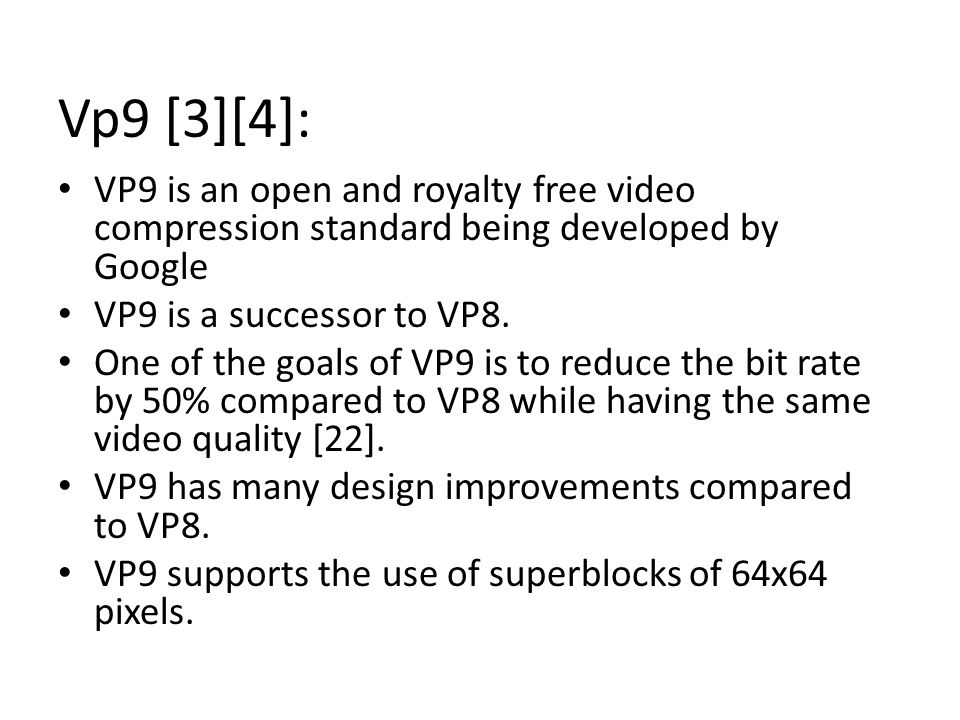 Vp9 [3][4]:
• VP9 is an open and royalty free video
compression standard being developed by
Google
• VP9 is a successor to VP8.
• One of the goals of VP9 is to reduce the bit rate
by 50% compared to VP8 while having the same
video quality [22].
• VP9 has many design improvements compared
to VP8.
• VP9 supports the use of superblocks of 64x64
pixels.